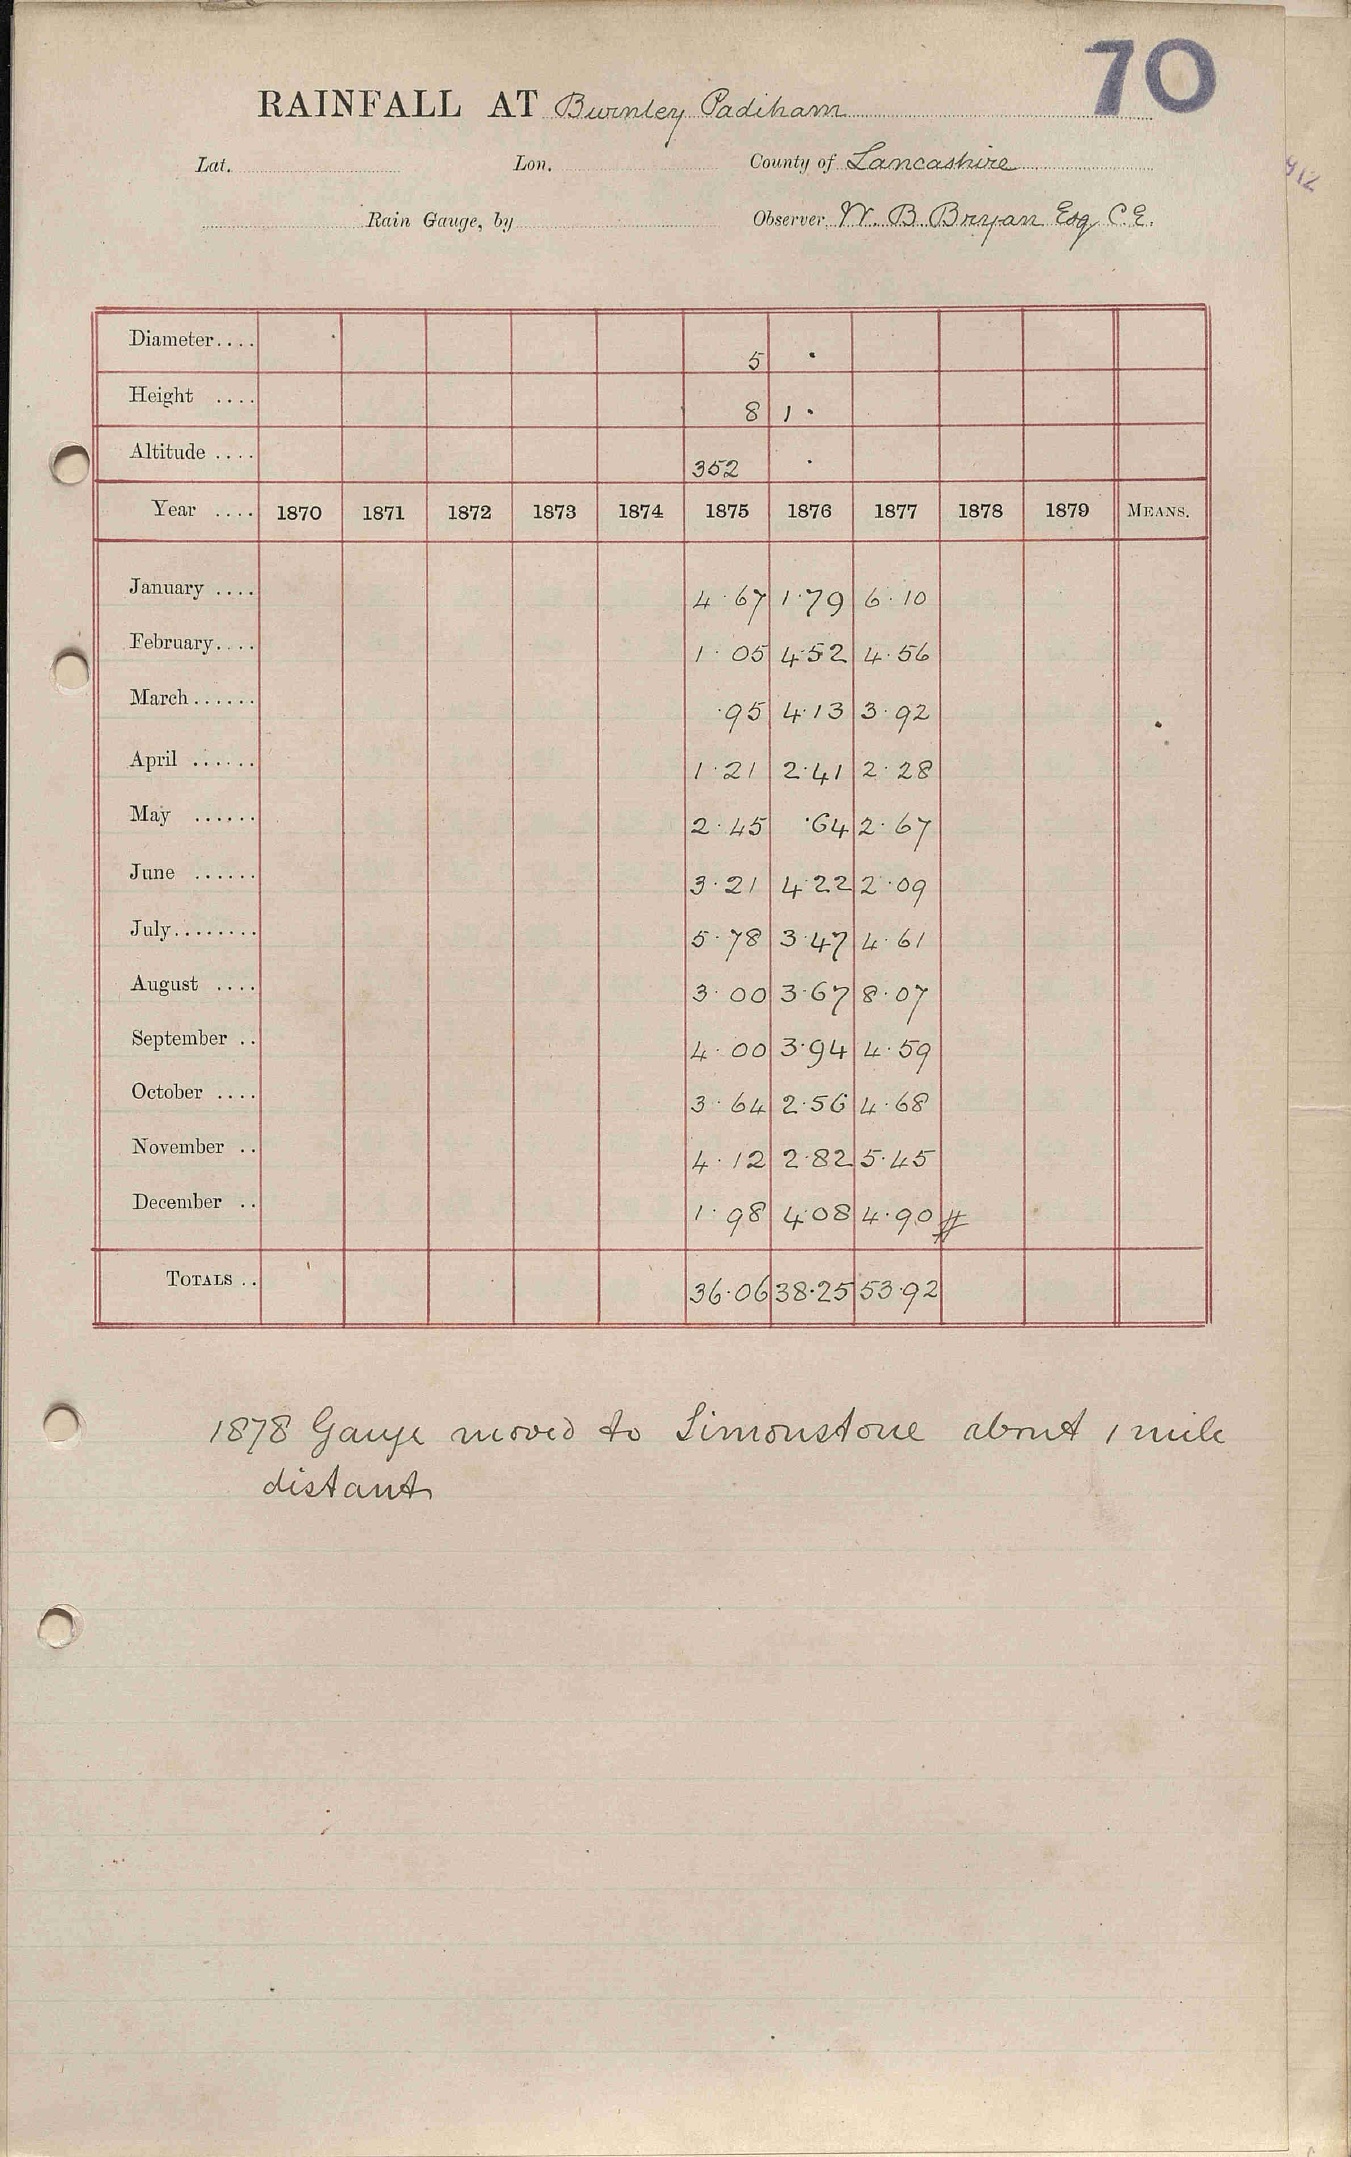 70
RAINFALL AT Burnley Padiham
Lat. Lon. County of Lancashire
Rain Gauge, by Observer W. B. Bryan Esq C.E.
Diameter.... 5
Height .... 8 1
Altitude .... 352
Year .... 1870 1871 1872 1873 1874 1875 1876 1877 1878 1879 MEANS.
January .... 4.67 1.79 6.10
February.... 1.05 4.52 4.56
March...... .95 4.13 3.92
April ...... 1.21 2.41 2.28
May ...... 2.45 .64 2.67
June ...... 3.21 4.22 2.09
July........ 5.78 3.47 4.61
August .... 3.00 3.67 8.07
September .. 4.00 3.94 4.59
October .... 3.64 2.56 4.68
November .. 4.12 2.82 5.45
December .. 1.98 4.08 4.90 #
TOTALS .. 36.06 38.25 53.92
1878 Gauge moved to Simonstone about 1 mile
distant